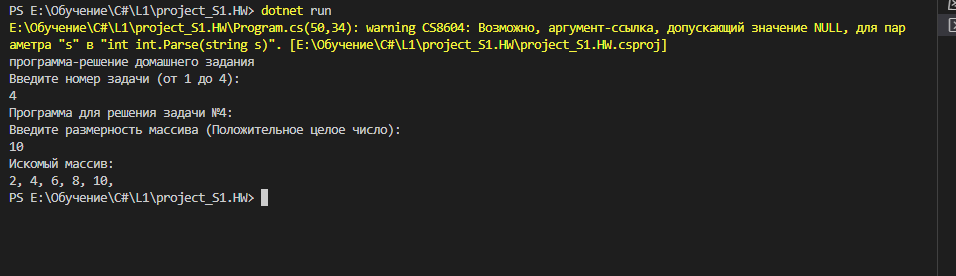 PS E:\Обучение\C#\L1\project_S1.HW> dotnet run
E:\Обучение\C#\L1\project_S1.HW\Program.cs(50,34): warning CS8604: Возможно, аргумент-ссылка, допускающий значение NULL, для пар
аметра "s" в "int int.Parse(string s)". [E:\Обучение\C#\L1\project_S1.HW\project_S1.HW.csproj]
программа-решение домашнего задания
Введите номер задачи (от 1 до 4):
4
Программа для решения задачи №4:
Введите размерность массива (Положительное целое число):
10
Искомый массив:
2, 4, 6, 8, 10,
PS E:\Обучение\C#\L1\project_S1.HW>